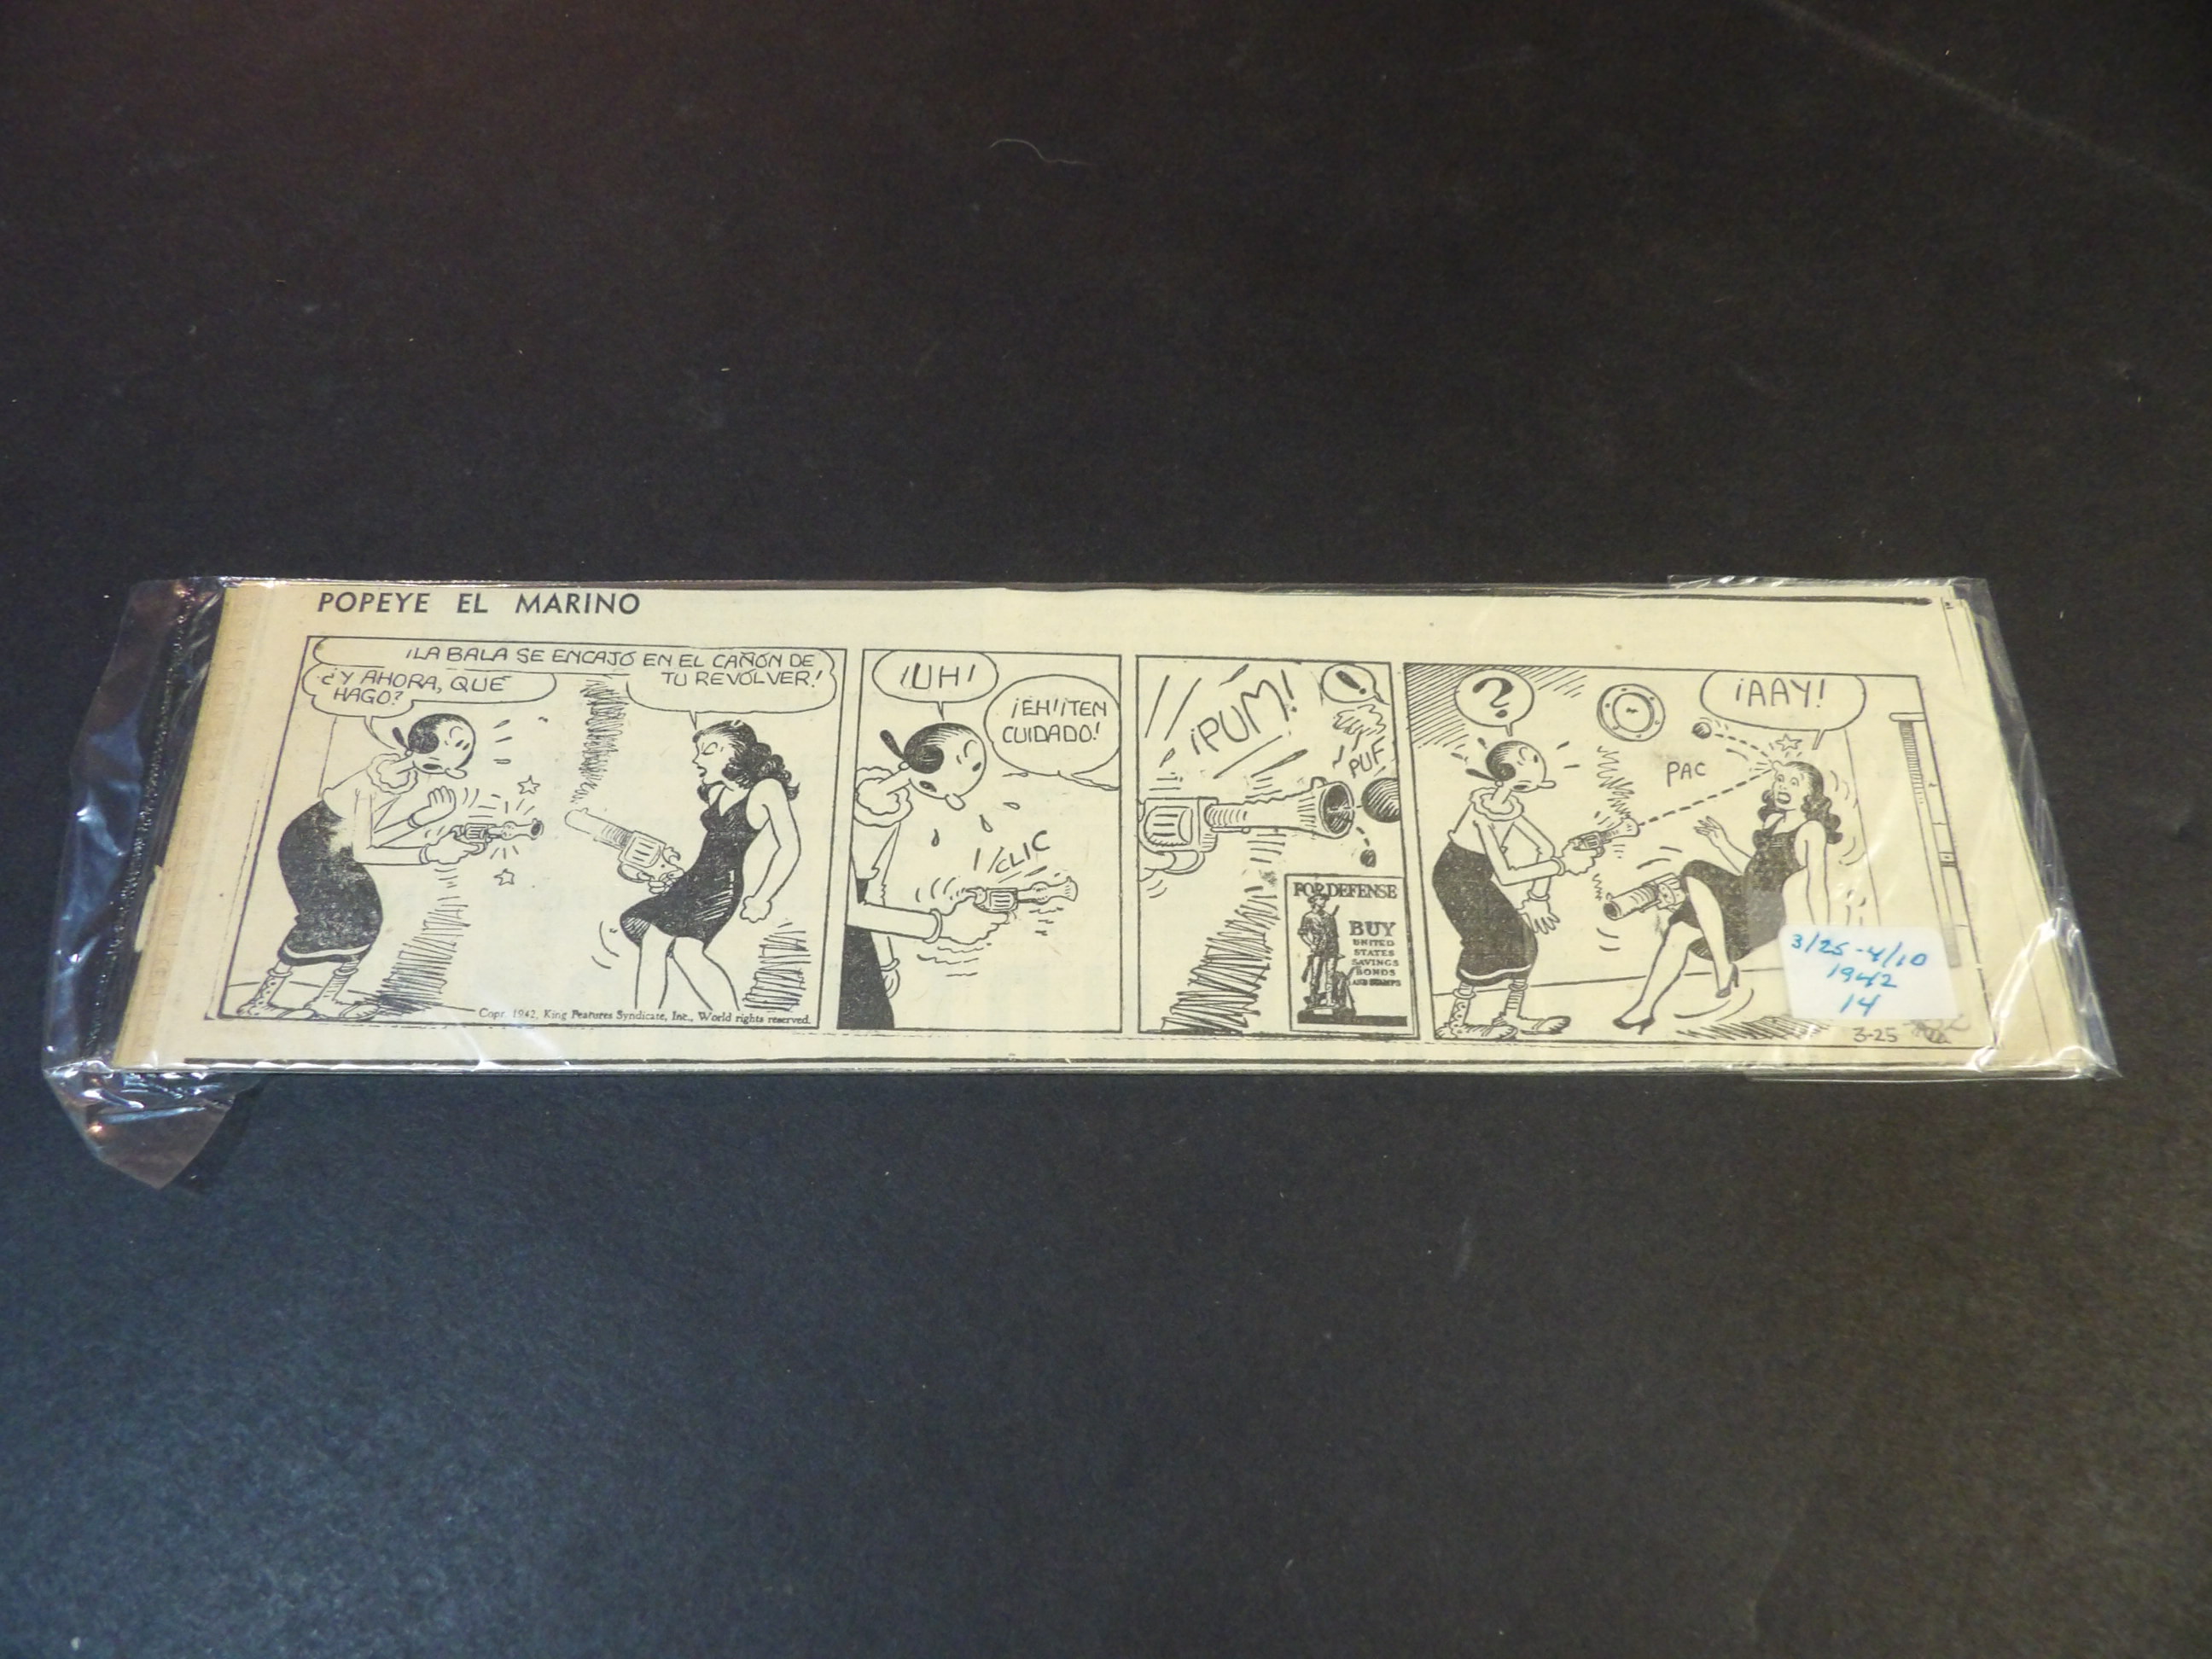 POPEYE EL MARINO
¡LA BALA SE ENCAJÓ EN EL CAÑÓN DE
TU REVÓLVER!
¿Y AHORA, QUÉ
HAGO?
Copr. 1942, King Features Syndicate, Inc., World rights reserved.
¡UH!
¡EH! ¡TEN
CUIDADO!
CLIC
¡PUM!
!
PUF
FOR DEFENSE
BUY
UNITED
STATES
SAVINGS
BONDS
AND STAMPS
?
PAC
¡AAY!
3/25-4/10
1942
14
3-25